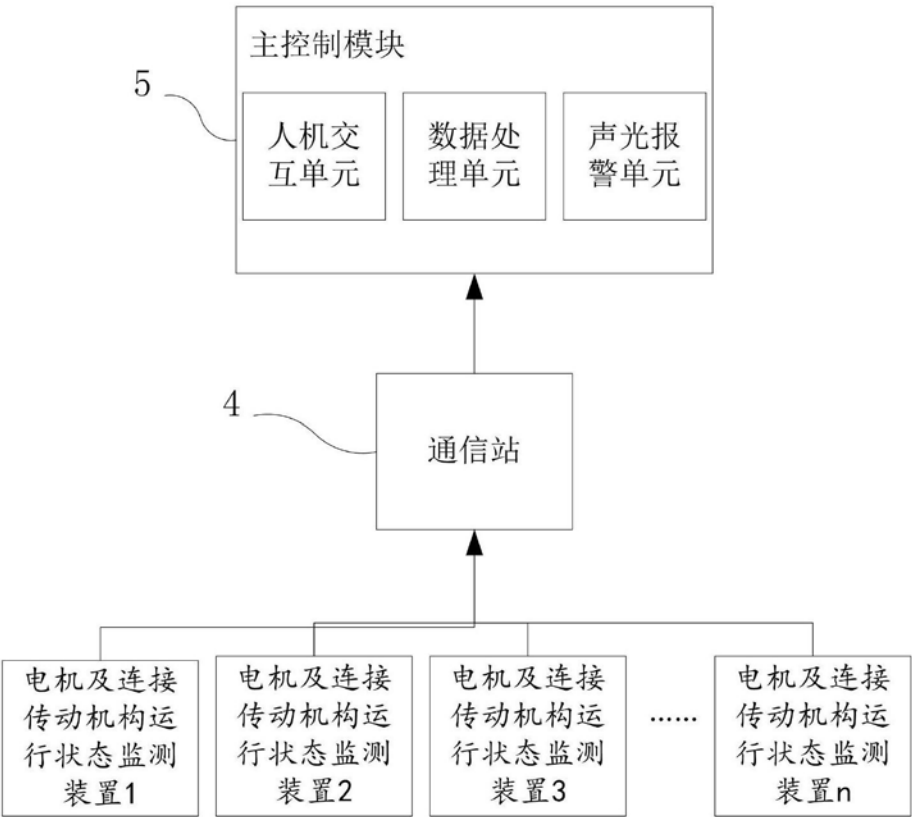 主控制模块
5
人机交
互单元
数据处
理单元
声光报
警单元
4
通信站
电机及连接
传动机构运
行状态监测
装置1
电机及连接
传动机构运
行状态监测
装置2
电机及连接
传动机构运
行状态监测
装置3
……
电机及连接
传动机构运
行状态监测
装置n